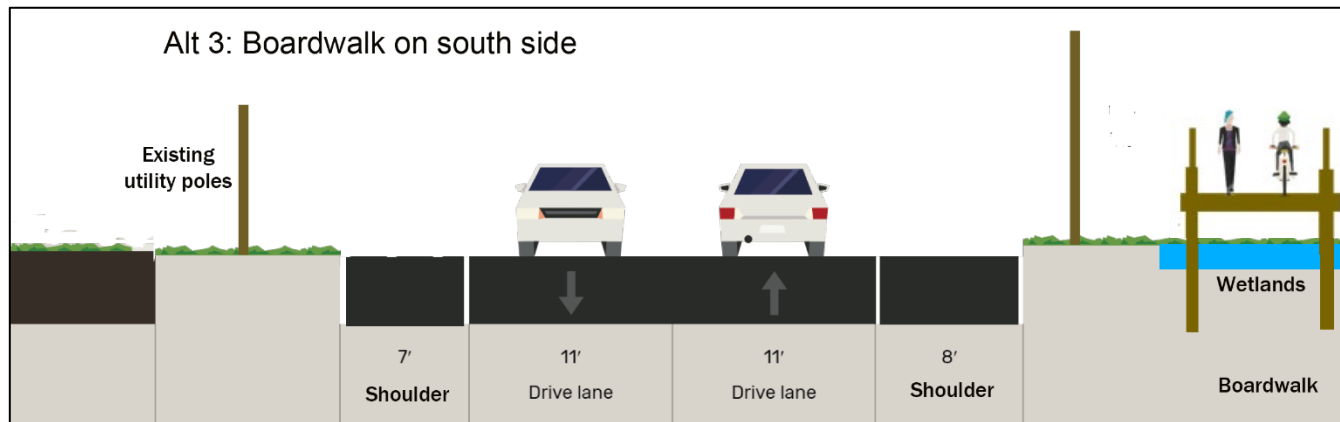 Alt 3: Boardwalk on south side
Existing
utility poles
Wetlands
7′
11′
11′
8′
Shoulder
Drive lane
Drive lane
Shoulder
Boardwalk